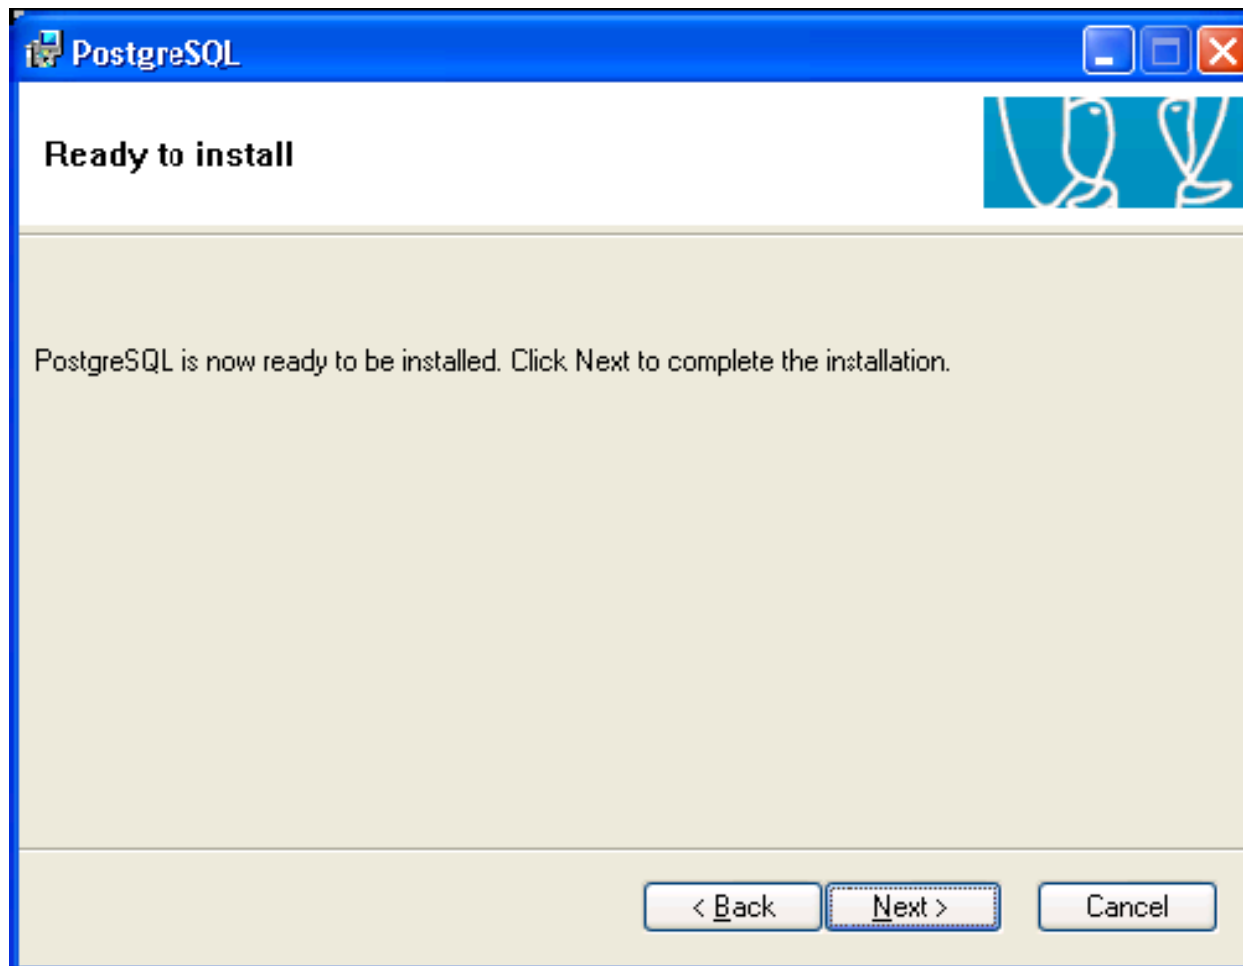 PostgreSQL
Ready to install
PostgreSQL is now ready to be installed. Click Next to complete the installation.
< Back
Next >
Cancel